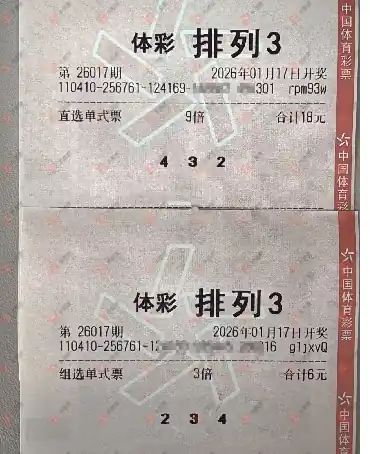 中国体育彩票
体彩 排列3
第 26017期 2026年01月17日开奖
110410-256761-124169- 301 rpm93w
直选单式票 9倍 合计18元
4 3 2
中国体育彩
体彩 排列3
第 26017期 2026年01月17日开奖
110410-256761-12 16 g1jxvQ
组选单式票 3倍 合计6元
2 3 4
中国体育彩票
中国体育